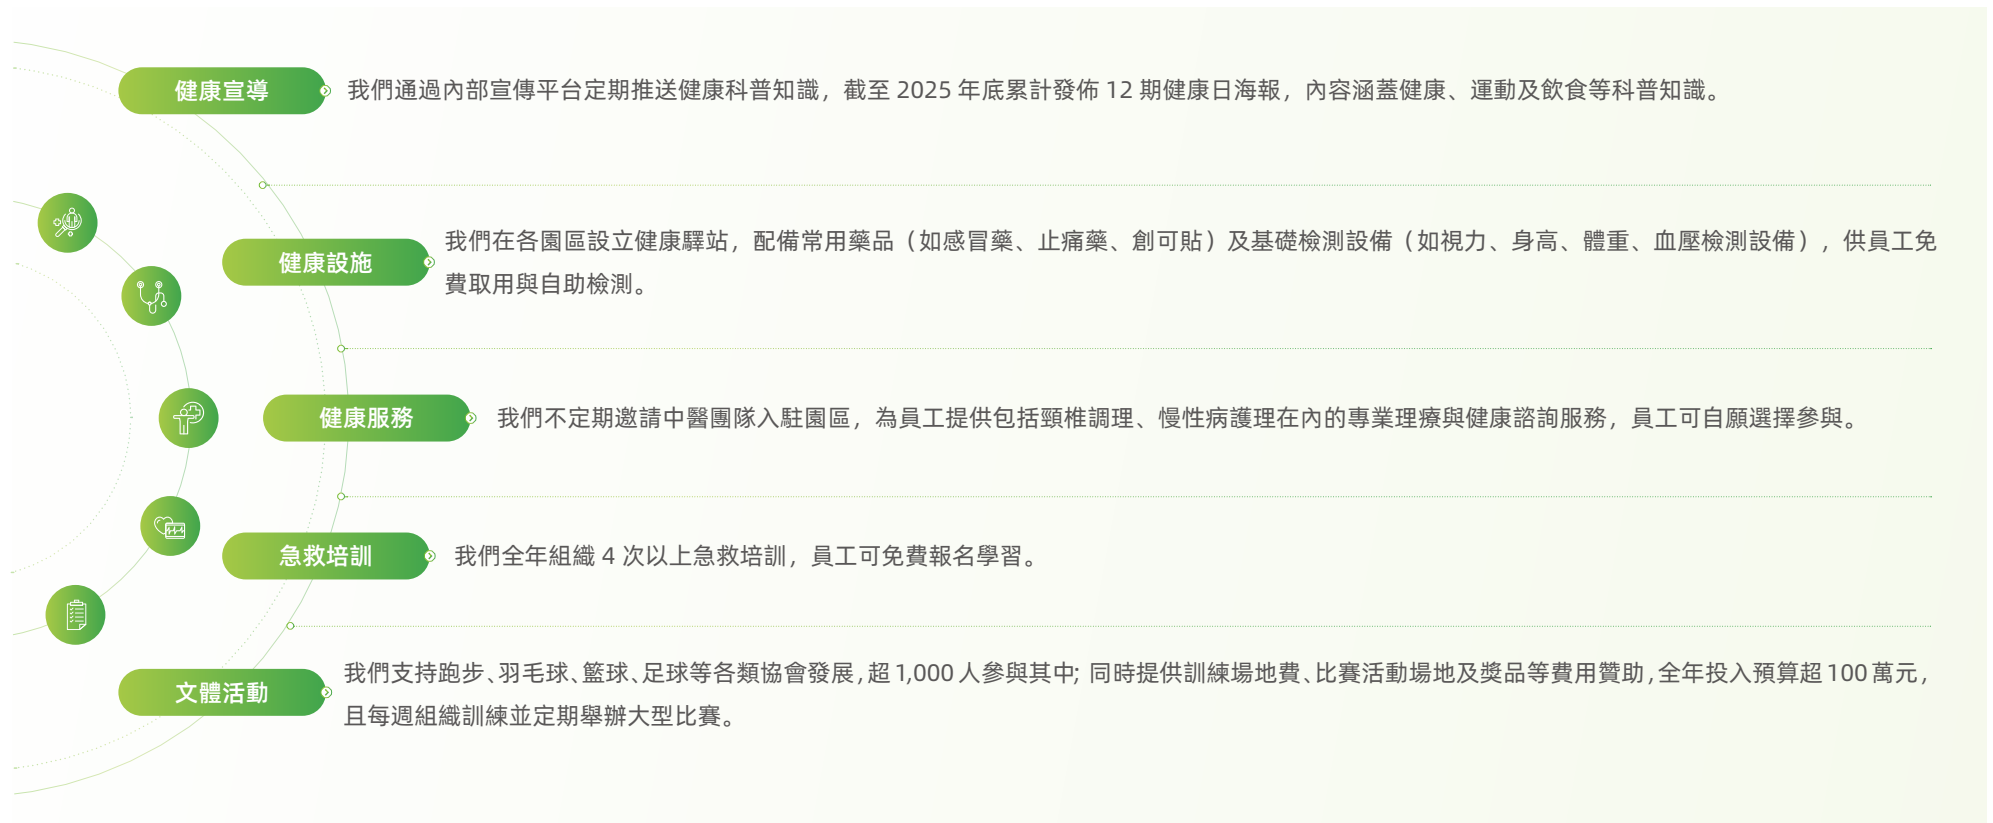 健康宣導
我們通過內部宣傳平台定期推送健康科普知識，截至 2025 年底累計發佈 12 期健康日海報，內容涵蓋健康、運動及飲食等科普知識。
健康設施
我們在各園區設立健康驛站，配備常用藥品（如感冒藥、止痛藥、創可貼）及基礎檢測設備（如視力、身高、體重、血壓檢測設備），供員工免
費取用與自助檢測。
健康服務
我們不定期邀請中醫團隊入駐園區，為員工提供包括頸椎調理、慢性病護理在內的專業理療與健康諮詢服務，員工可自願選擇參與。
急救培訓
我們全年組織 4 次以上急救培訓，員工可免費報名學習。
文體活動
我們支持跑步、羽毛球、籃球、足球等各類協會發展，超 1,000 人參與其中；同時提供訓練場地費、比賽活動場地及獎品等費用贊助，全年投入預算超 100 萬元，
且每週組織訓練並定期舉辦大型比賽。